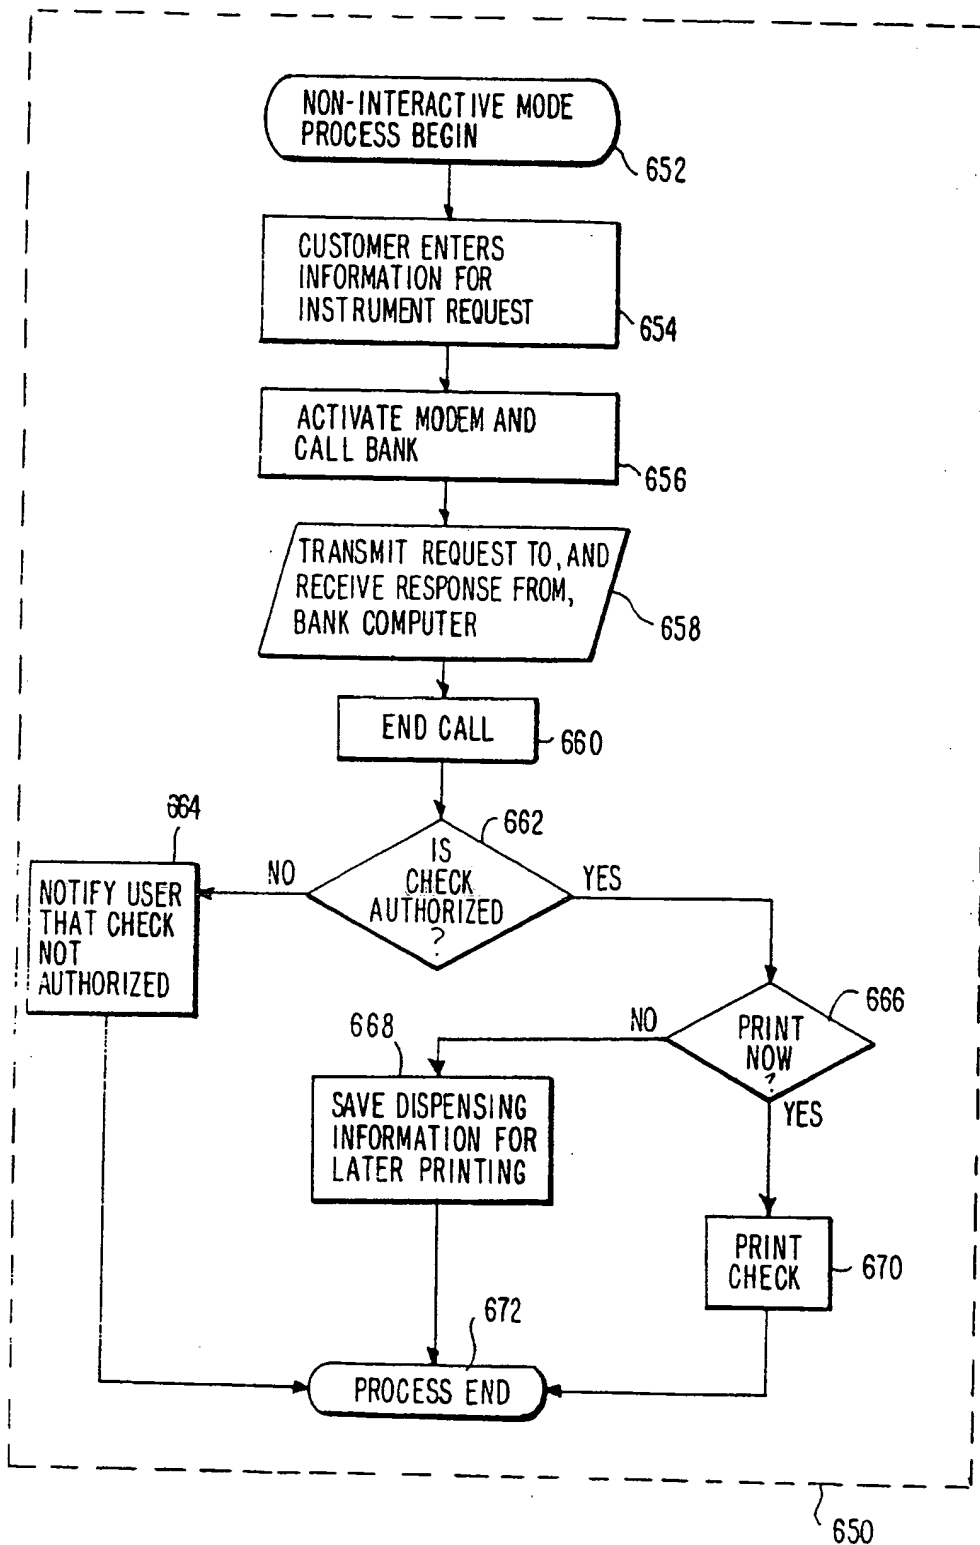 NON-INTERACTIVE MODE
PROCESS BEGIN
652
CUSTOMER ENTERS
INFORMATION FOR
INSTRUMENT REQUEST
654
ACTIVATE MODEM AND
CALL BANK
656
TRANSMIT REQUEST TO, AND
RECEIVE RESPONSE FROM,
BANK COMPUTER
658
END CALL
660
662
IS
CHECK
AUTHORIZED
?
NO
YES
664
NOTIFY USER
THAT CHECK
NOT
AUTHORIZED
666
PRINT
NOW
?
NO
YES
668
SAVE DISPENSING
INFORMATION FOR
LATER PRINTING
PRINT
CHECK
670
672
PROCESS END
650